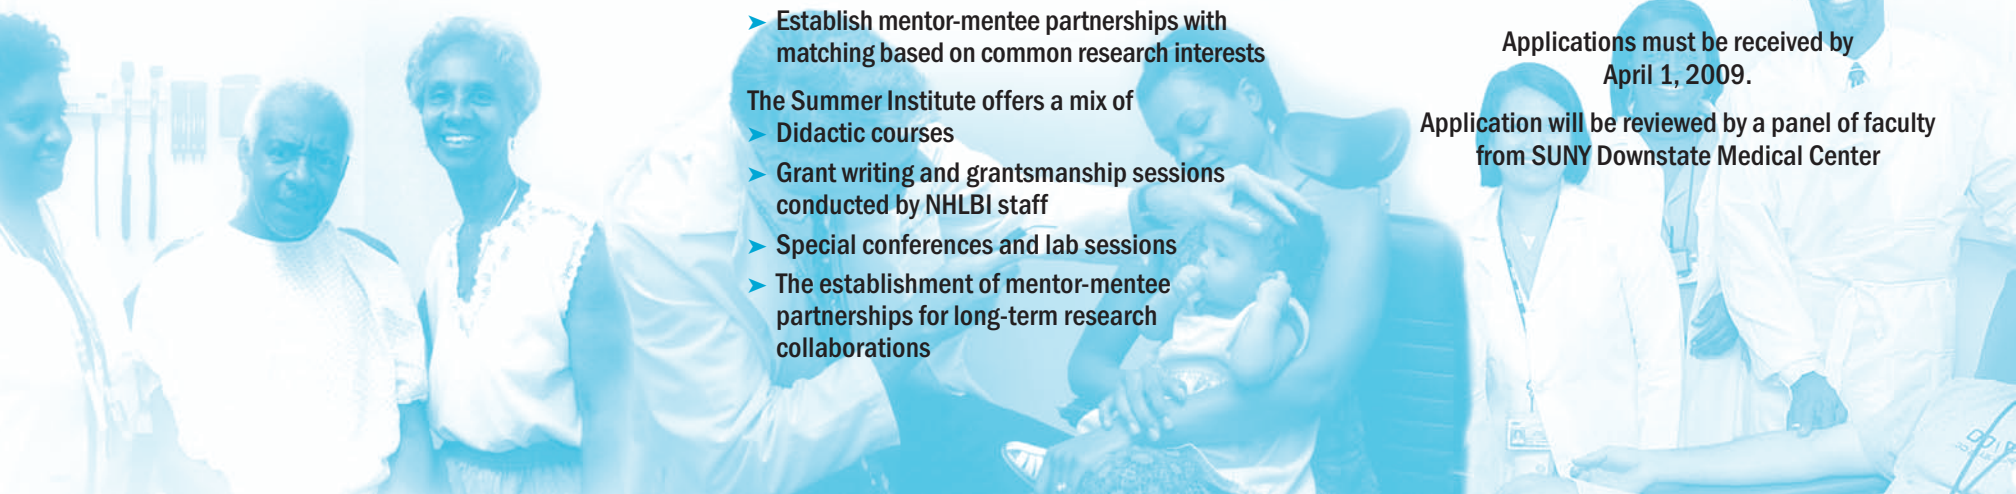 ➤ Establish mentor-mentee partnerships with
matching based on common research interests
The Summer Institute offers a mix of
➤ Didactic courses
➤ Grant writing and grantsmanship sessions
conducted by NHLBI staff
➤ Special conferences and lab sessions
➤ The establishment of mentor-mentee
partnerships for long-term research
collaborations
Applications must be received by
April 1, 2009.
Application will be reviewed by a panel of faculty
from SUNY Downstate Medical Center